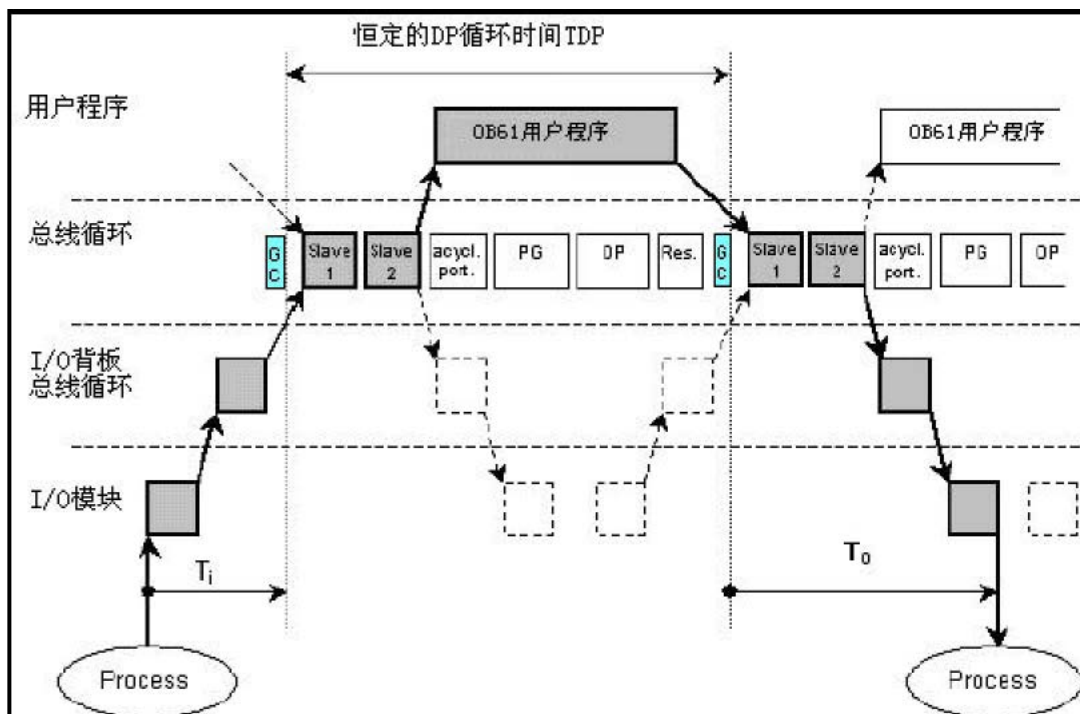 恒定的DP循环时间TDP
用户程序
OB61用户程序
OB61用户程序
总线循环
GC
Slave
1
Slave
2
acycl.
port.
PG
OP
Res.
GC
Slave
1
Slave
2
acycl.
port.
PG
OP
I/O背板
总线循环
I/O模块
Ti
To
Process
Process